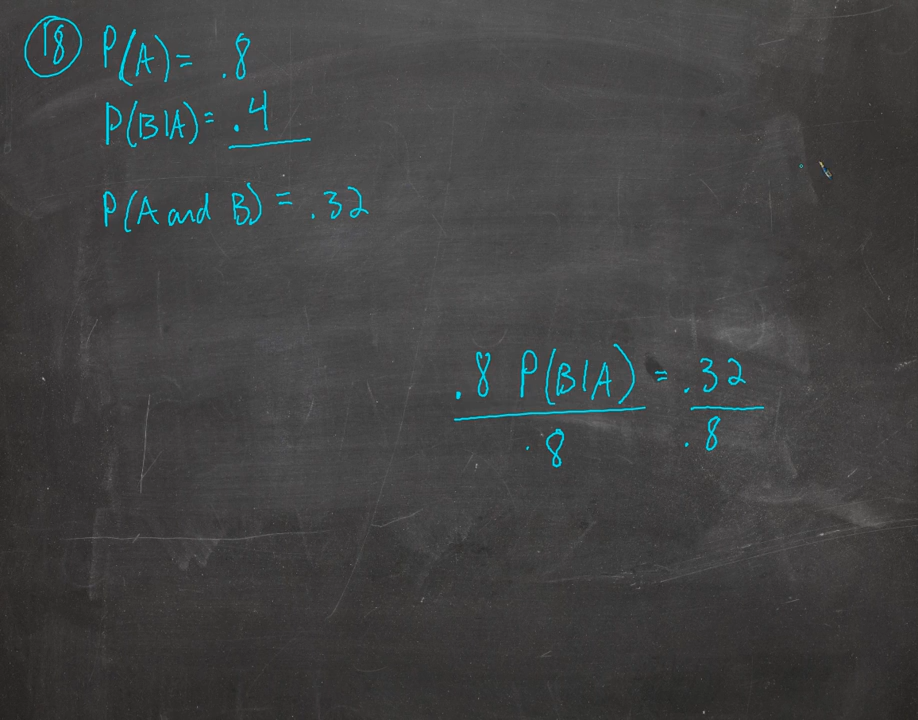 18 P(A) = .8
P(B|A) = .4
P(A and B) = .32
.8 P(B|A) = .32
.8 .8